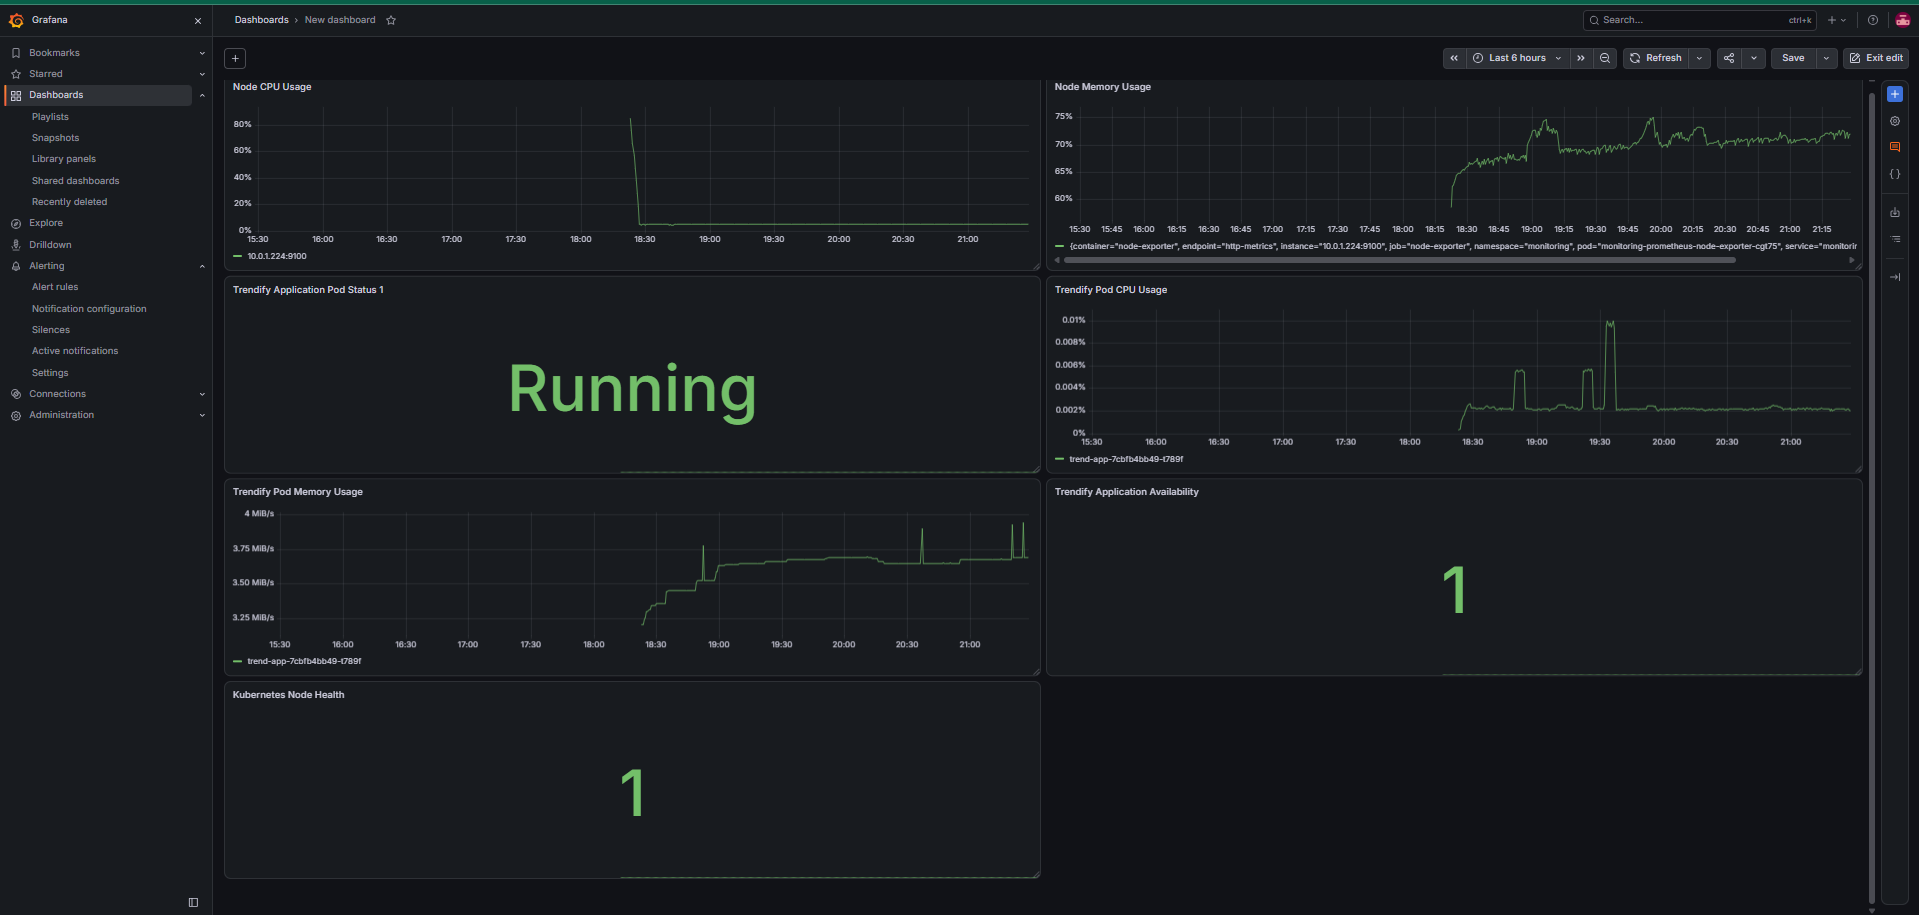 Grafana
Dashboards › New dashboard
Search...
ctrl+k
Bookmarks
Starred
Dashboards
Playlists
Snapshots
Library panels
Shared dashboards
Recently deleted
Explore
Drilldown
Alerting
Alert rules
Notification configuration
Silences
Active notifications
Settings
Connections
Administration
Last 6 hours
Refresh
Save
Exit edit
Node CPU Usage
80%
60%
40%
20%
0%
15:30 16:00 16:30 17:00 17:30 18:00 18:30 19:00 19:30 20:00 20:30 21:00
10.0.1.224:9100
Node Memory Usage
75%
70%
65%
60%
15:30 15:45 16:00 16:15 16:30 16:45 17:00 17:15 17:30 17:45 18:00 18:15 18:30 18:45 19:00 19:15 19:30 19:45 20:00 20:15 20:30 20:45 21:00 21:15
{container="node-exporter", endpoint="http-metrics", instance="10.0.1.224:9100", job="node-exporter", namespace="monitoring", pod="monitoring-prometheus-node-exporter-cgt75", service="monitorir
Trendify Application Pod Status 1
Running
Trendify Pod CPU Usage
0.01%
0.008%
0.006%
0.004%
0.002%
0%
15:30 16:00 16:30 17:00 17:30 18:00 18:30 19:00 19:30 20:00 20:30 21:00
trend-app-7cbfb4bb49-t789f
Trendify Pod Memory Usage
4 MiB/s
3.75 MiB/s
3.50 MiB/s
3.25 MiB/s
15:30 16:00 16:30 17:00 17:30 18:00 18:30 19:00 19:30 20:00 20:30 21:00
trend-app-7cbfb4bb49-t789f
Trendify Application Availability
1
Kubernetes Node Health
1